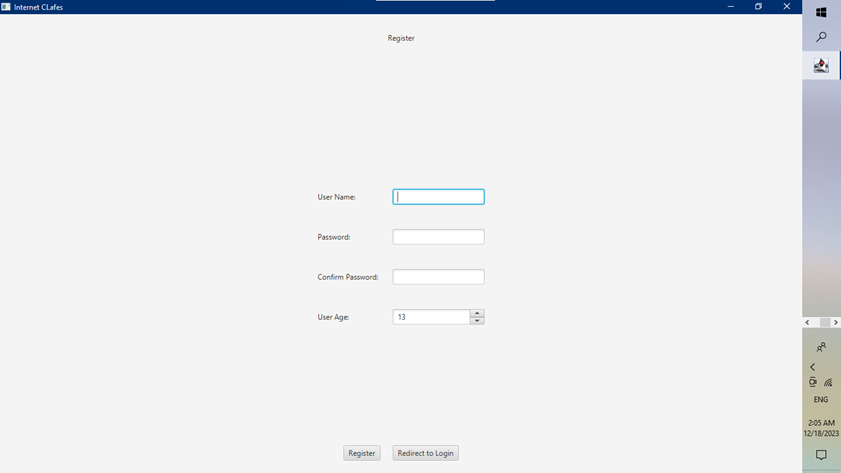 Internet CLafes
Register
User Name:
Password:
Confirm Password:
User Age: 13
Register Redirect to Login
ENG
2:05 AM
12/18/2023